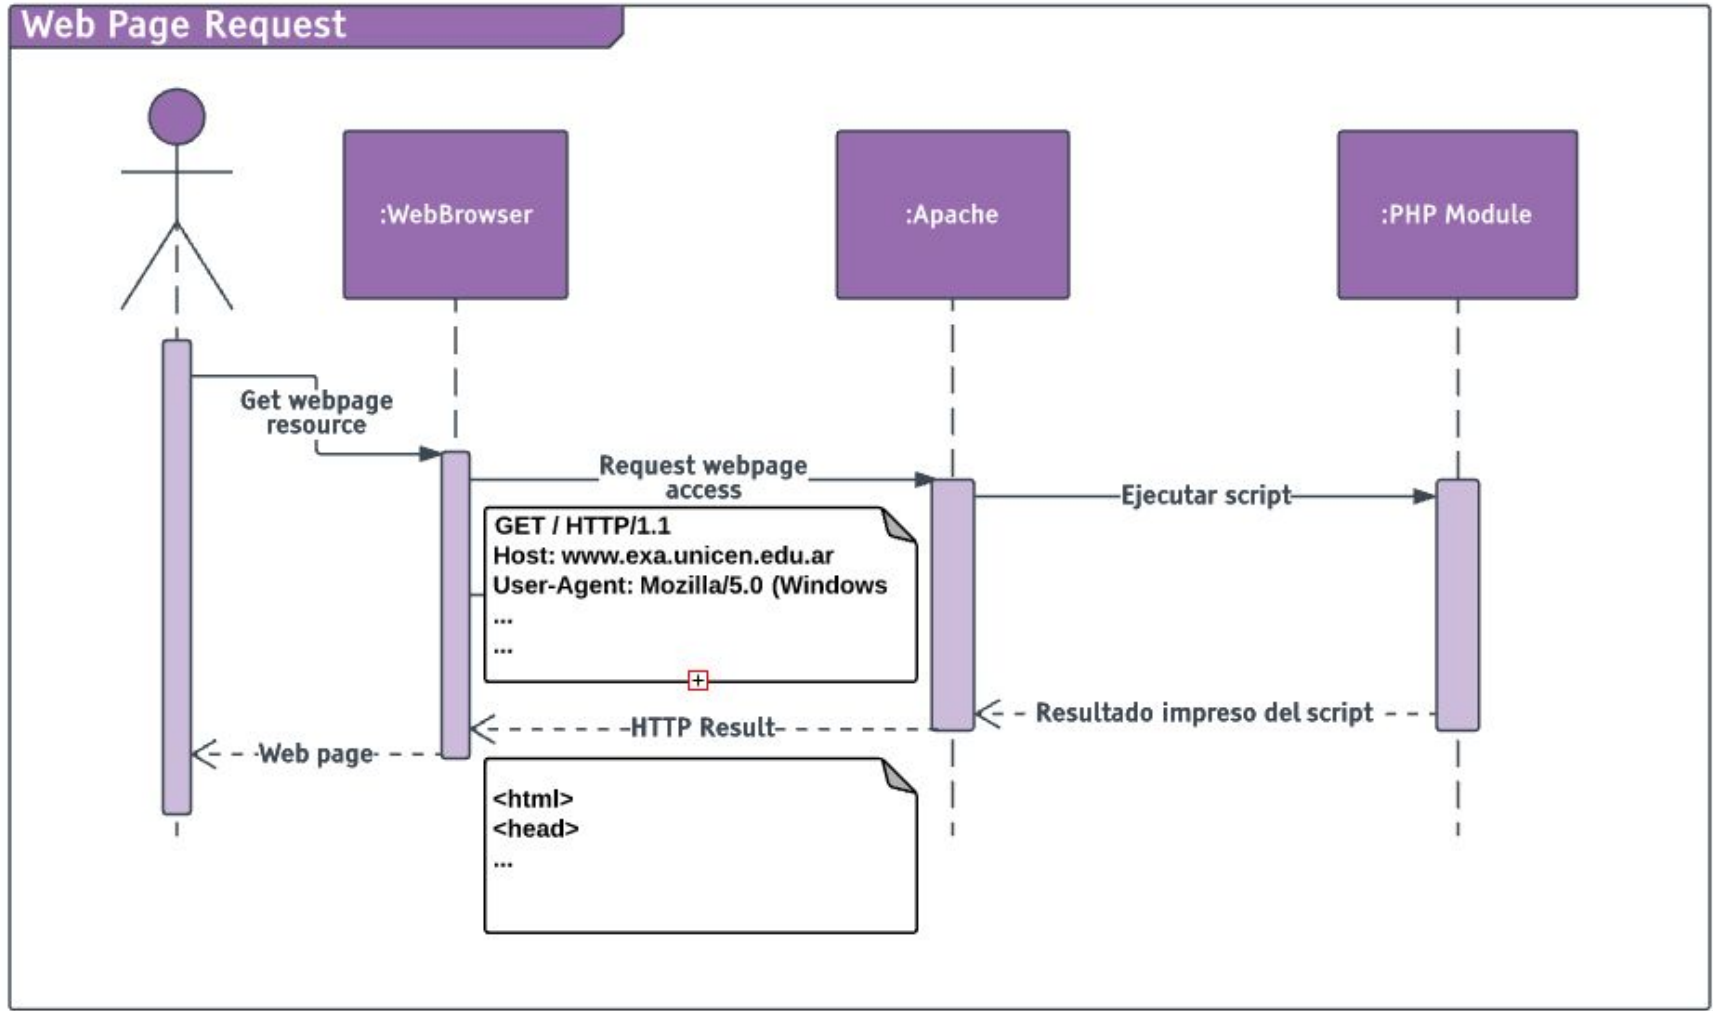 Web Page Request
:WebBrowser
:Apache
:PHP Module
Get webpage
resource
Request webpage
access
Ejecutar script
GET / HTTP/1.1
Host: www.exa.unicen.edu.ar
User-Agent: Mozilla/5.0 (Windows
...
...
Resultado impreso del script
HTTP Result
Web page
<html>
<head>
...